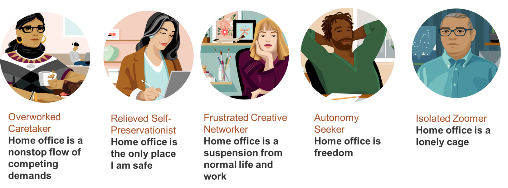 Overworked
Caretaker
Home office is a
nonstop flow of
competing
demands
Relieved Self-
Preservationist
Home office is
the only place
I am safe
Frustrated Creative
Networker
Home office is a
suspension from
normal life and
work
Autonomy
Seeker
Home office is
freedom
Isolated Zoomer
Home office is a
lonely cage